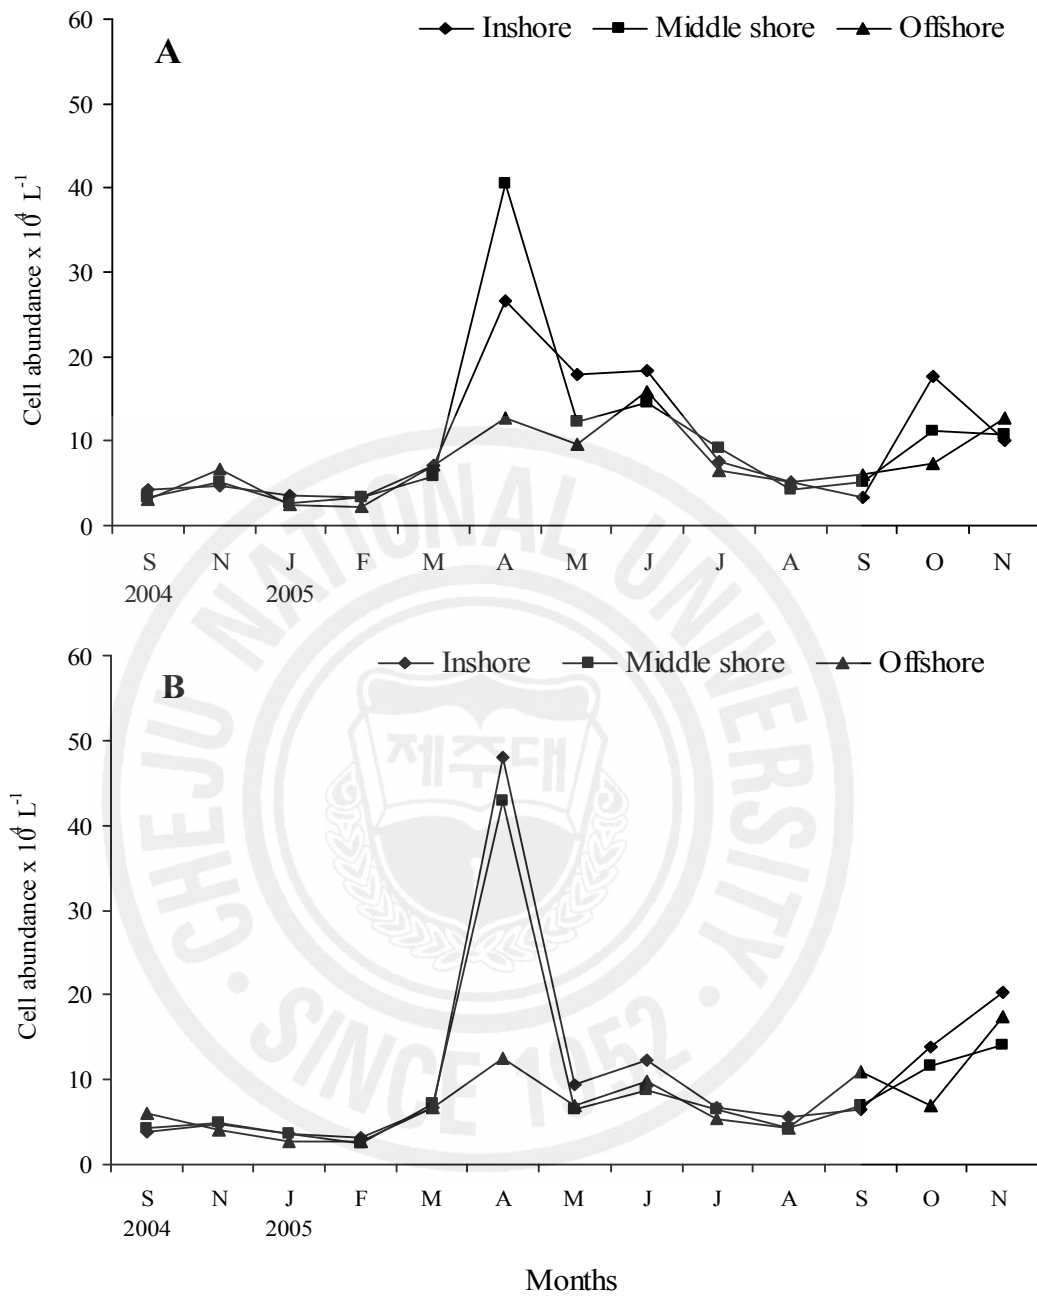 A
Inshore Middle shore Offshore
60
50
40
30
20
10
0
Cell abundance x 10⁴ L⁻¹
S N J F M A M J J A S O N
2004 2005
B
Inshore Middle shore Offshore
60
50
40
30
20
10
0
Cell abundance x 10⁴ L⁻¹
S N J F M A M J J A S O N
2004 2005
Months
CHEJU NATIONAL UNIVERSITY
제주대
SINCE 1952